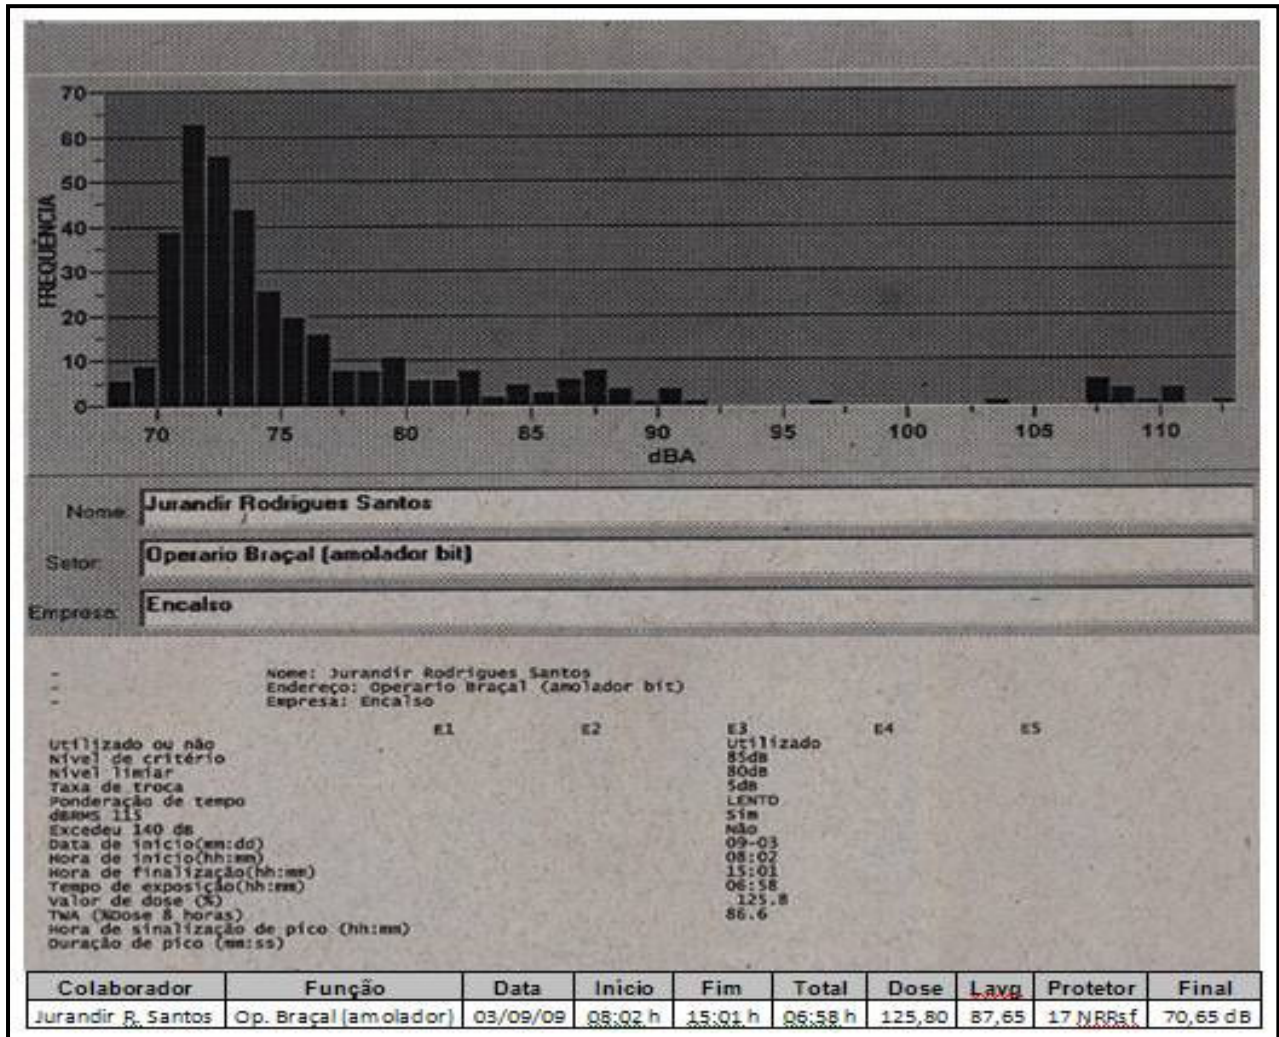 70
60
50
40
30
20
10
0
FREQUÊNCIA
70 75 80 85 90 95 100 105 110
dBA
Nome: Jurandir Rodrigues Santos
Setor: Operario Braçal (amolador bit)
Empresa: Encalso
- Nome: Jurandir Rodrigues Santos
- Endereço: Operario Braçal (amolador bit)
- Empresa: Encalso
E1 E2 E3 E4 E5
Utilizado ou não Utilizado
Nível de critério 85dB
Nível limiar 80dB
Taxa de troca 5dB
Ponderação de tempo LENTO
dBRMS 115 Sim
Excedeu 140 dB Não
Data de início(mm:dd) 09-03
Hora de início(hh:mm) 08:02
Hora de finalização(hh:mm) 15:01
Tempo de exposição(hh:mm) 06:58
Valor de dose (%) 125.8
TWA (%Dose 8 horas) 86.6
Hora de sinalização de pico (hh:mm)
Duração de pico (mm:ss)
Colaborador Função Data Início Fim Total Dose Lavg Protetor Final
Jurandir R. Santos Op. Braçal (amolador) 03/09/09 08:02 h 15:01 h 06:58 h 125,80 87,65 17 NRRsf 70,65 dB